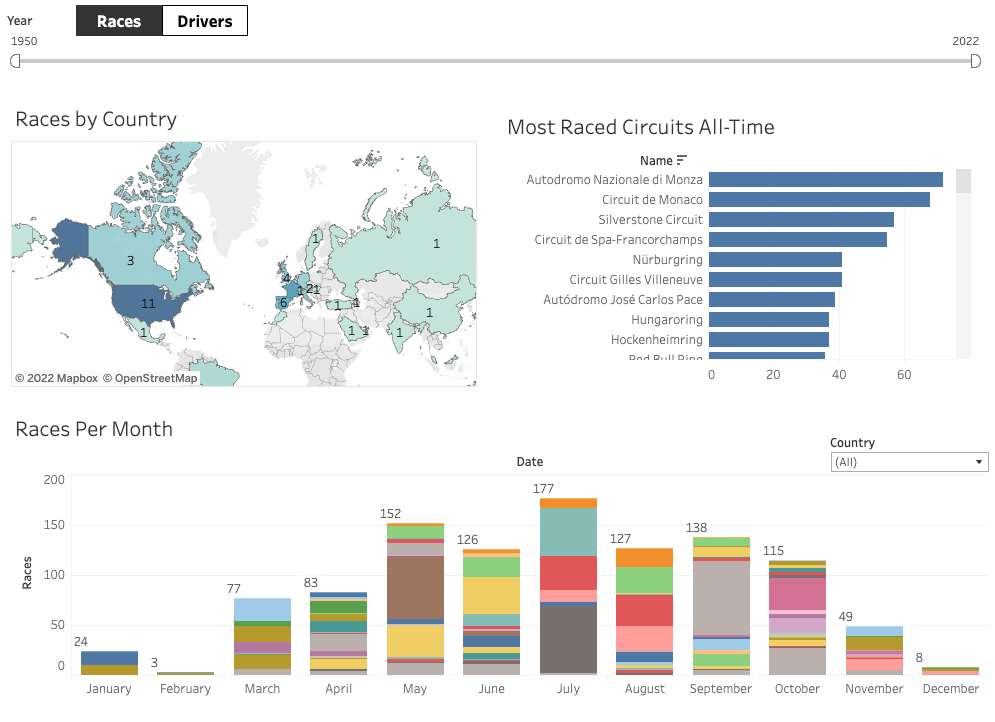 Year
Races Drivers
1950 2022
Races by Country
3
11
1
1
4
1
2
1
6
1
1
1
1
1
1
1
© 2022 Mapbox © OpenStreetMap
Most Raced Circuits All-Time
Name
Autodromo Nazionale di Monza
Circuit de Monaco
Silverstone Circuit
Circuit de Spa-Francorchamps
Nürburgring
Circuit Gilles Villeneuve
Autódromo José Carlos Pace
Hungaroring
Hockenheimring
Red Bull Ring
0 20 40 60
Races Per Month
Country
(All)
Date
Races
200
150
100
50
0
24
3
77
83
152
126
177
127
138
115
49
8
January February March April May June July August September October November December